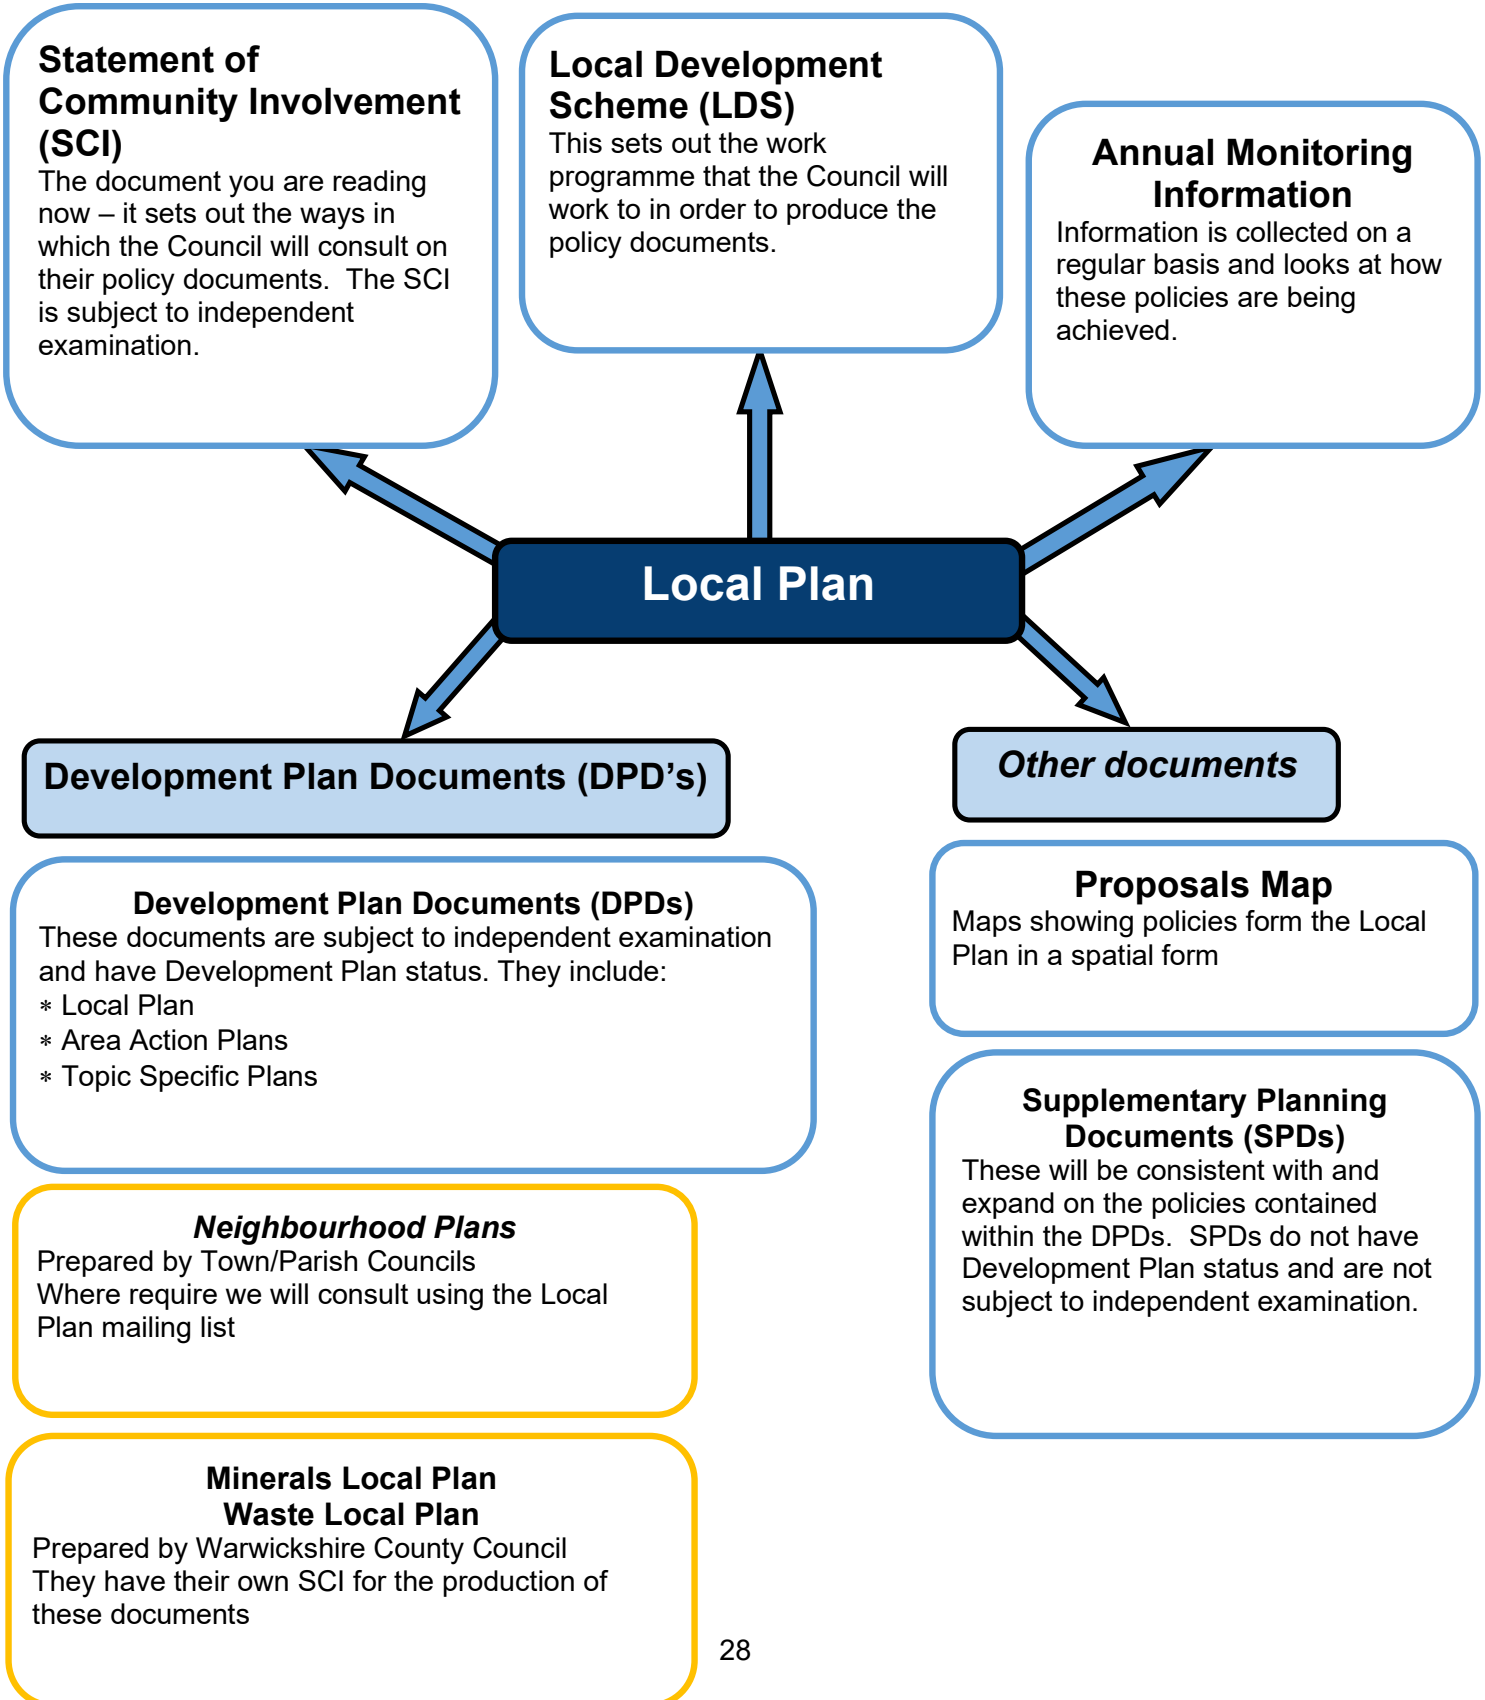 Statement of
Community Involvement
(SCI)
The document you are reading
now – it sets out the ways in
which the Council will consult on
their policy documents.  The SCI
is subject to independent
examination.
Local Development
Scheme (LDS)
This sets out the work
programme that the Council will
work to in order to produce the
policy documents.
Annual Monitoring
Information
Information is collected on a
regular basis and looks at how
these policies are being
achieved.
Local Plan
Development Plan Documents (DPD’s)
Development Plan Documents (DPDs)
These documents are subject to independent examination
and have Development Plan status. They include:
* Local Plan
* Area Action Plans
* Topic Specific Plans
Neighbourhood Plans
Prepared by Town/Parish Councils
Where require we will consult using the Local
Plan mailing list
Minerals Local Plan
Waste Local Plan
Prepared by Warwickshire County Council
They have their own SCI for the production of
these documents
Other documents
Proposals Map
Maps showing policies form the Local
Plan in a spatial form
Supplementary Planning
Documents (SPDs)
These will be consistent with and
expand on the policies contained
within the DPDs.  SPDs do not have
Development Plan status and are not
subject to independent examination.
28